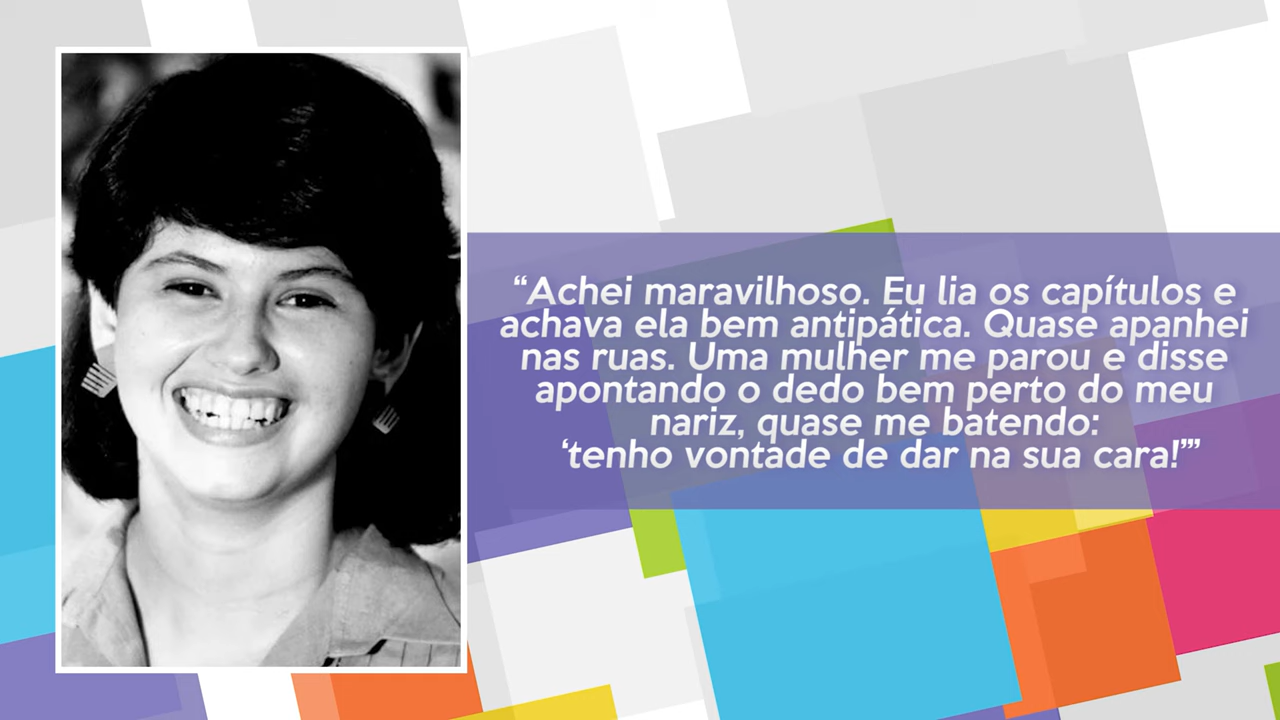 “Achei maravilhoso. Eu lia os capítulos e
achava ela bem antipática. Quase apanhei
nas ruas. Uma mulher me parou e disse
apontando o dedo bem perto do meu
nariz, quase me batendo:
‘tenho vontade de dar na sua cara!’”